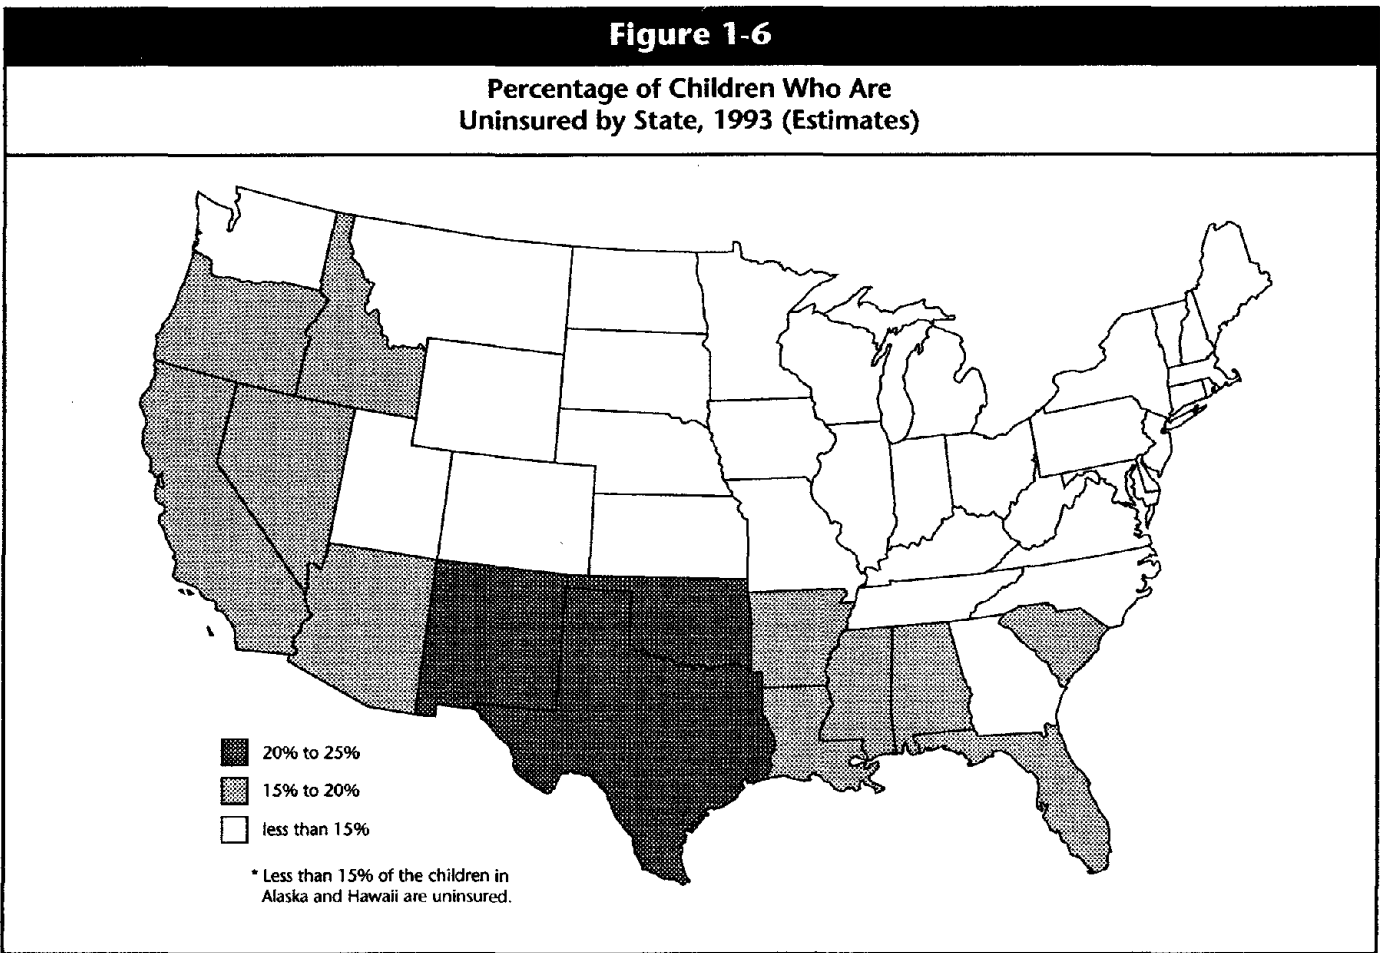 Figure 1-6
Percentage of Children Who Are
Uninsured by State, 1993 (Estimates)
20% to 25%
15% to 20%
less than 15%
* Less than 15% of the children in
Alaska and Hawaii are uninsured.